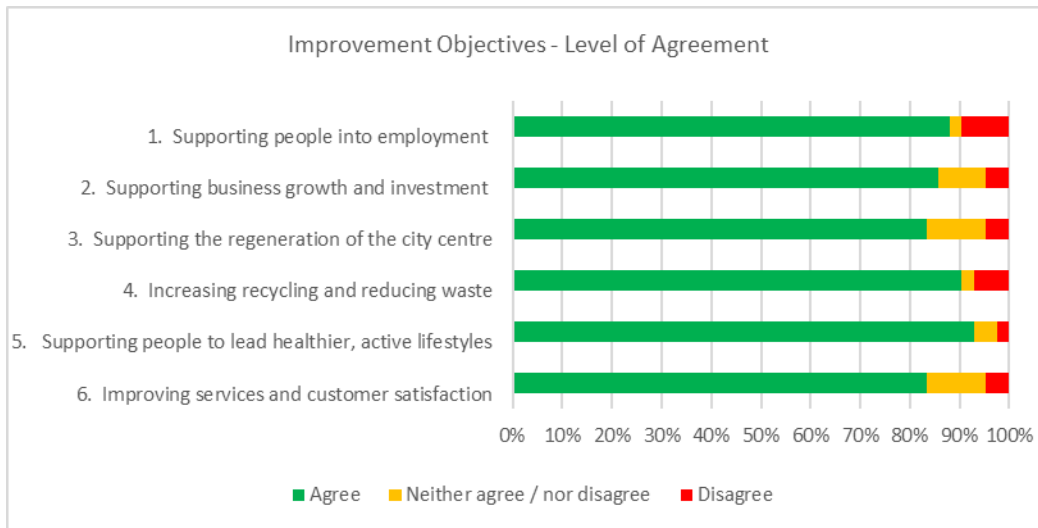 Improvement Objectives - Level of Agreement
1. Supporting people into employment
2. Supporting business growth and investment
3. Supporting the regeneration of the city centre
4. Increasing recycling and reducing waste
5. Supporting people to lead healthier, active lifestyles
6. Improving services and customer satisfaction
0% 10% 20% 30% 40% 50% 60% 70% 80% 90% 100%
Agree Neither agree / nor disagree Disagree